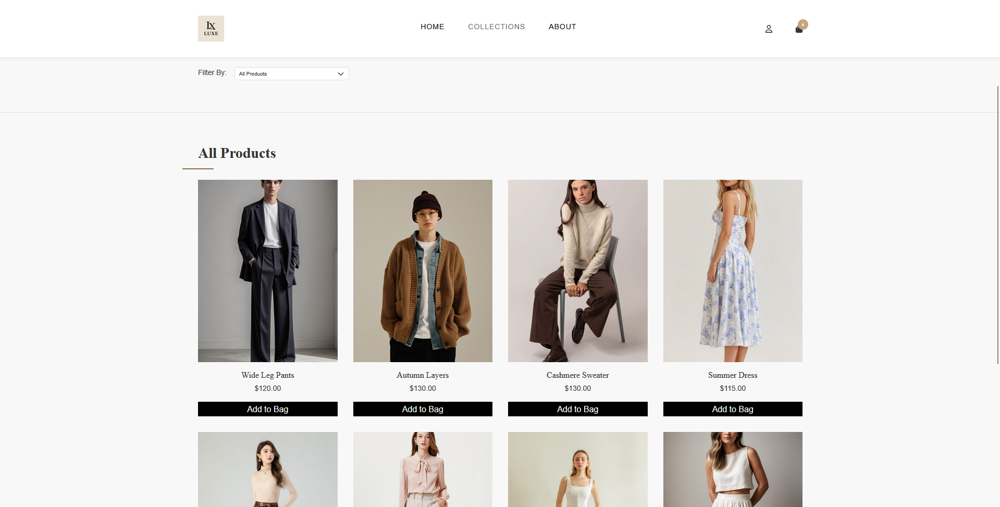 LX
LUXE
HOME
COLLECTIONS
ABOUT
0
Filter By:
All Products
All Products
Wide Leg Pants
$120.00
Add to Bag
Autumn Layers
$130.00
Add to Bag
Cashmere Sweater
$130.00
Add to Bag
Summer Dress
$115.00
Add to Bag